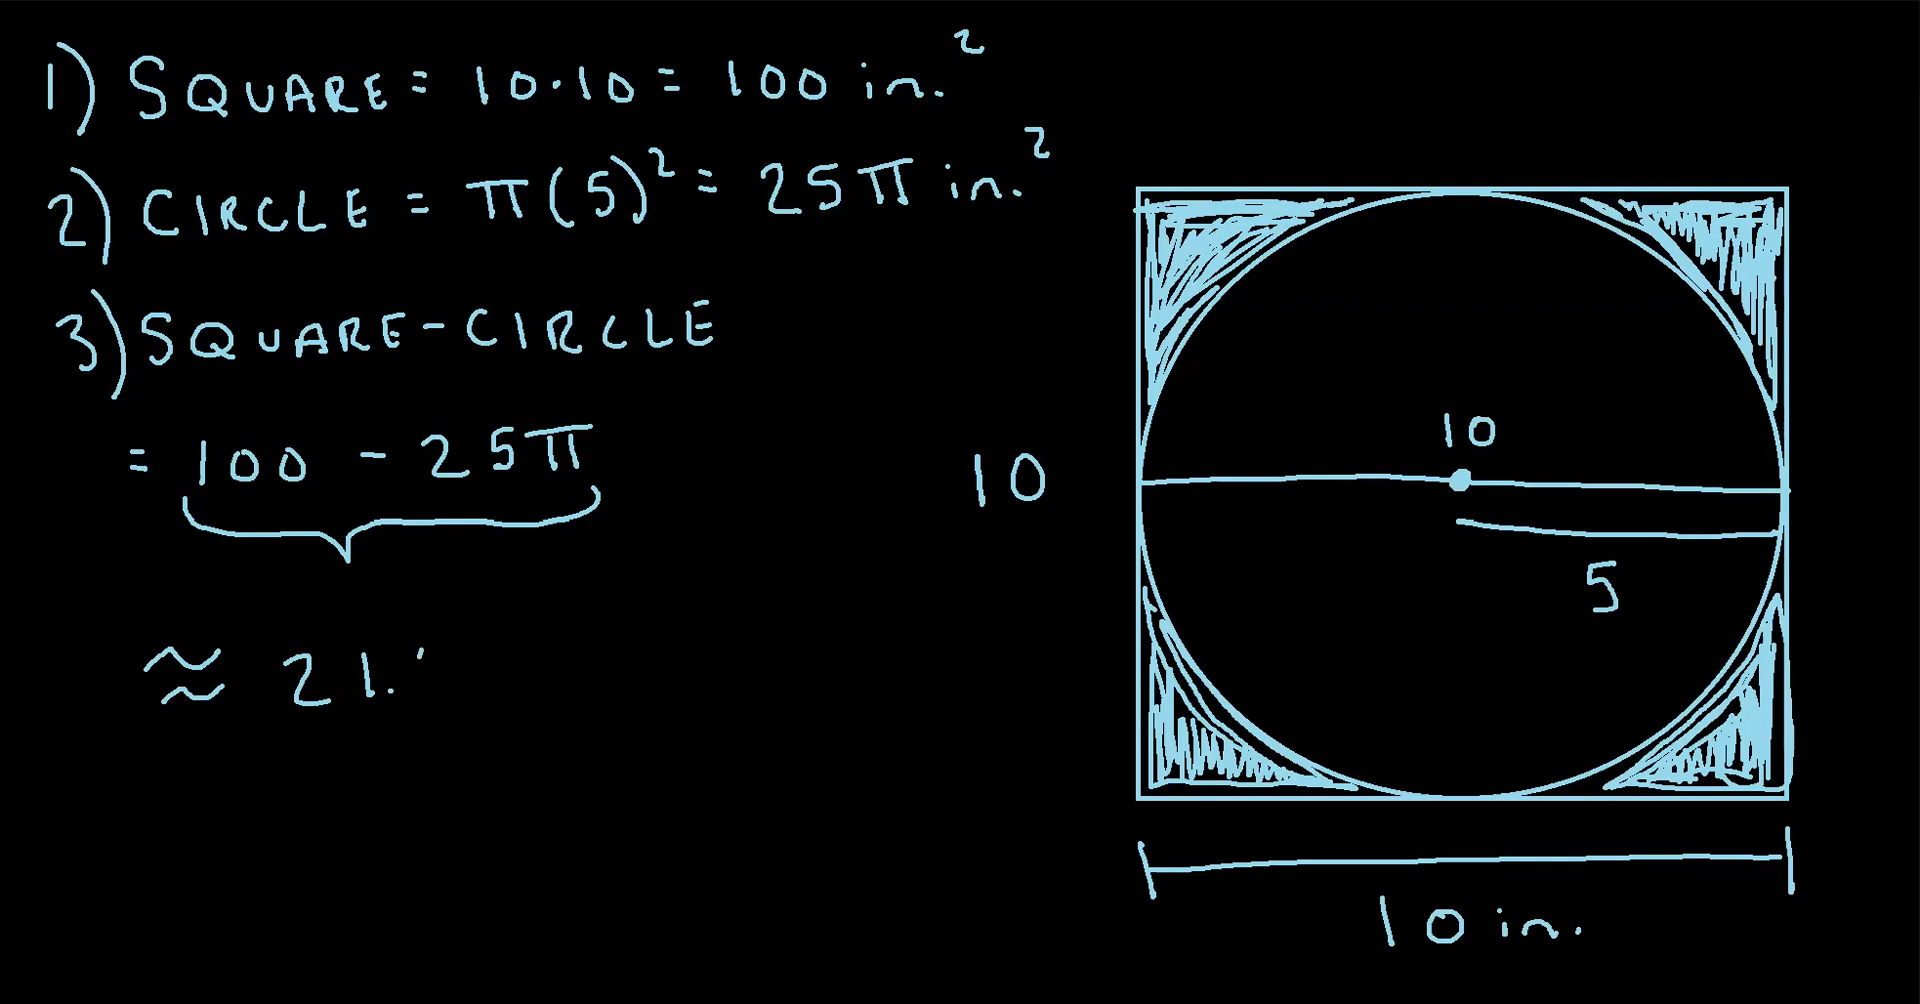 1) SQUARE = 10·10 = 100 in.²
2) CIRCLE = π(5)² = 25π in.²
3) SQUARE-CIRCLE
= 100 - 25π
≈ 21.
10
10
5
10 in.